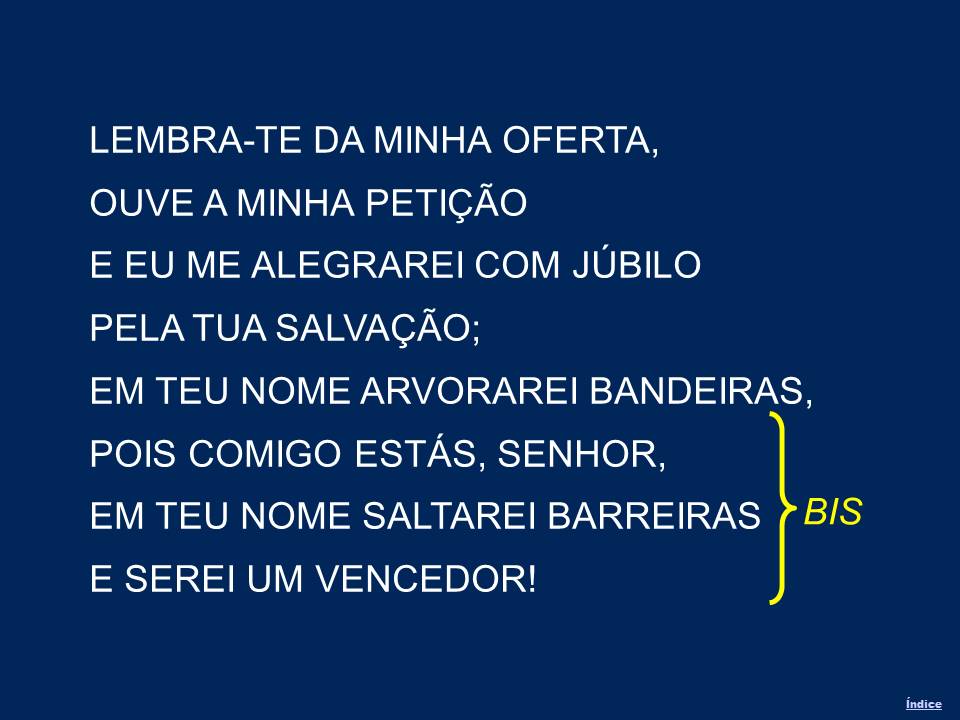 LEMBRA-TE DA MINHA OFERTA,
OUVE A MINHA PETIÇÃO
E EU ME ALEGRAREI COM JÚBILO
PELA TUA SALVAÇÃO;
EM TEU NOME ARVORAREI BANDEIRAS,
POIS COMIGO ESTÁS, SENHOR,
EM TEU NOME SALTAREI BARREIRAS
E SEREI UM VENCEDOR!
BIS
Índice